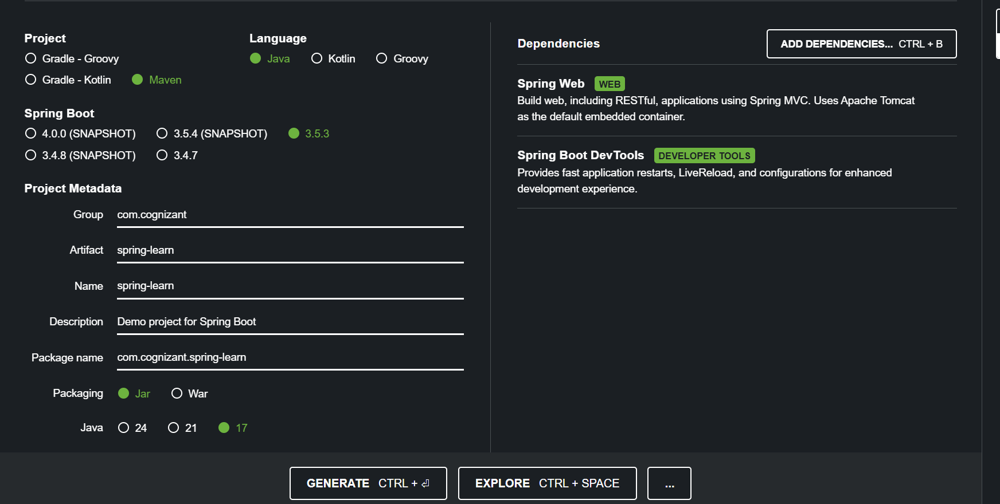 Project
Gradle - Groovy
Gradle - Kotlin Maven
Language
Java Kotlin Groovy
Spring Boot
4.0.0 (SNAPSHOT) 3.5.4 (SNAPSHOT) 3.5.3
3.4.8 (SNAPSHOT) 3.4.7
Project Metadata
Group com.cognizant
Artifact spring-learn
Name spring-learn
Description Demo project for Spring Boot
Package name com.cognizant.spring-learn
Packaging Jar War
Java 24 21 17
Dependencies ADD DEPENDENCIES... CTRL + B
Spring Web WEB
Build web, including RESTful, applications using Spring MVC. Uses Apache Tomcat
as the default embedded container.
Spring Boot DevTools DEVELOPER TOOLS
Provides fast application restarts, LiveReload, and configurations for enhanced
development experience.
GENERATE CTRL + ⏎ EXPLORE CTRL + SPACE ...